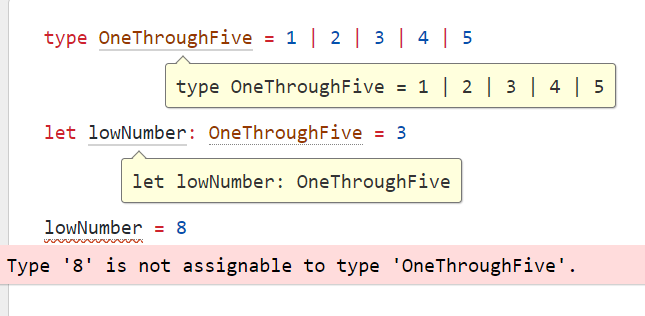 type OneThroughFive = 1 | 2 | 3 | 4 | 5
type OneThroughFive = 1 | 2 | 3 | 4 | 5
let lowNumber: OneThroughFive = 3
let lowNumber: OneThroughFive
lowNumber = 8
Type '8' is not assignable to type 'OneThroughFive'.